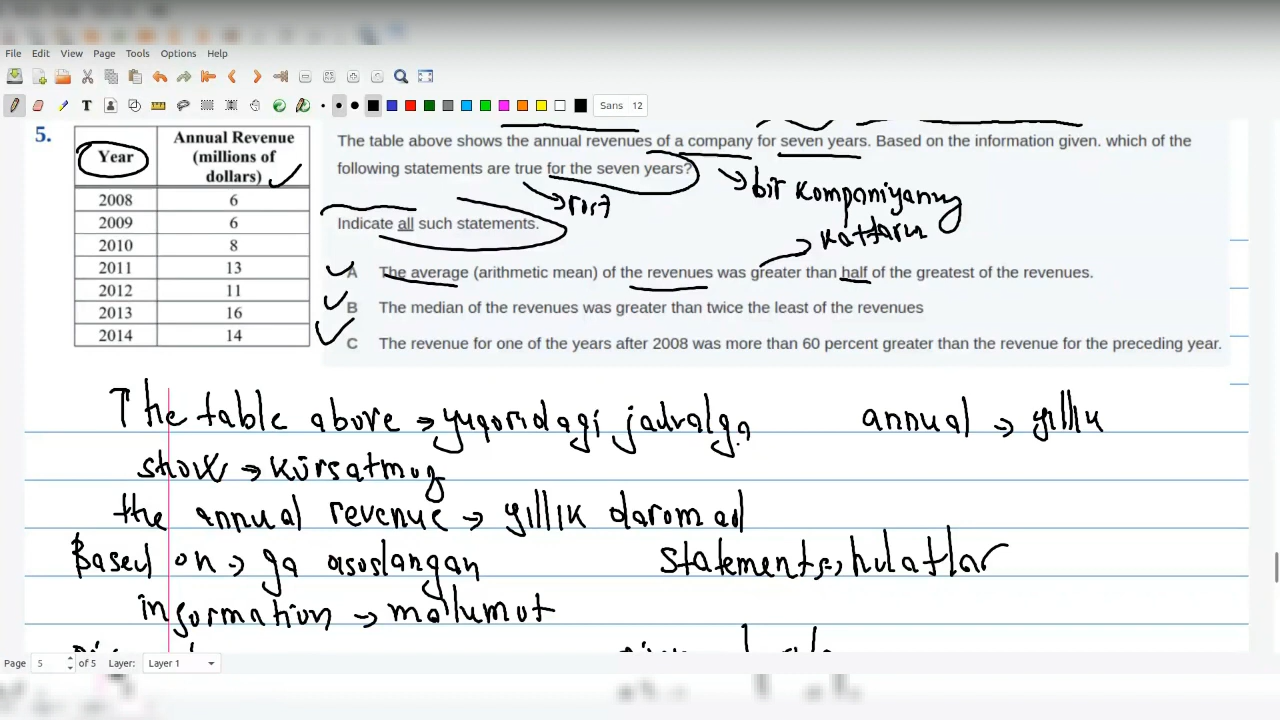 File Edit View Page Tools Options Help
Sans 12
5.
Year Annual Revenue (millions of dollars)
2008 6
2009 6
2010 8
2011 13
2012 11
2013 16
2014 14
The table above shows the annual revenues of a company for seven years. Based on the information given. which of the
following statements are true for the seven years?
bir kompaniyaning
rost
Indicate all such statements.
kattaroq
A The average (arithmetic mean) of the revenues was greater than half of the greatest of the revenues.
B The median of the revenues was greater than twice the least of the revenues
C The revenue for one of the years after 2008 was more than 60 percent greater than the revenue for the preceding year.
The table above → yuqoridagi jadvalga annual → yillik
show → kürsatmoq
the annual revenue → yillik daromad
Based on → ga asoslangan statements → hulatlar
information → mallumot
Page 5 of 5 Layer: Layer 1